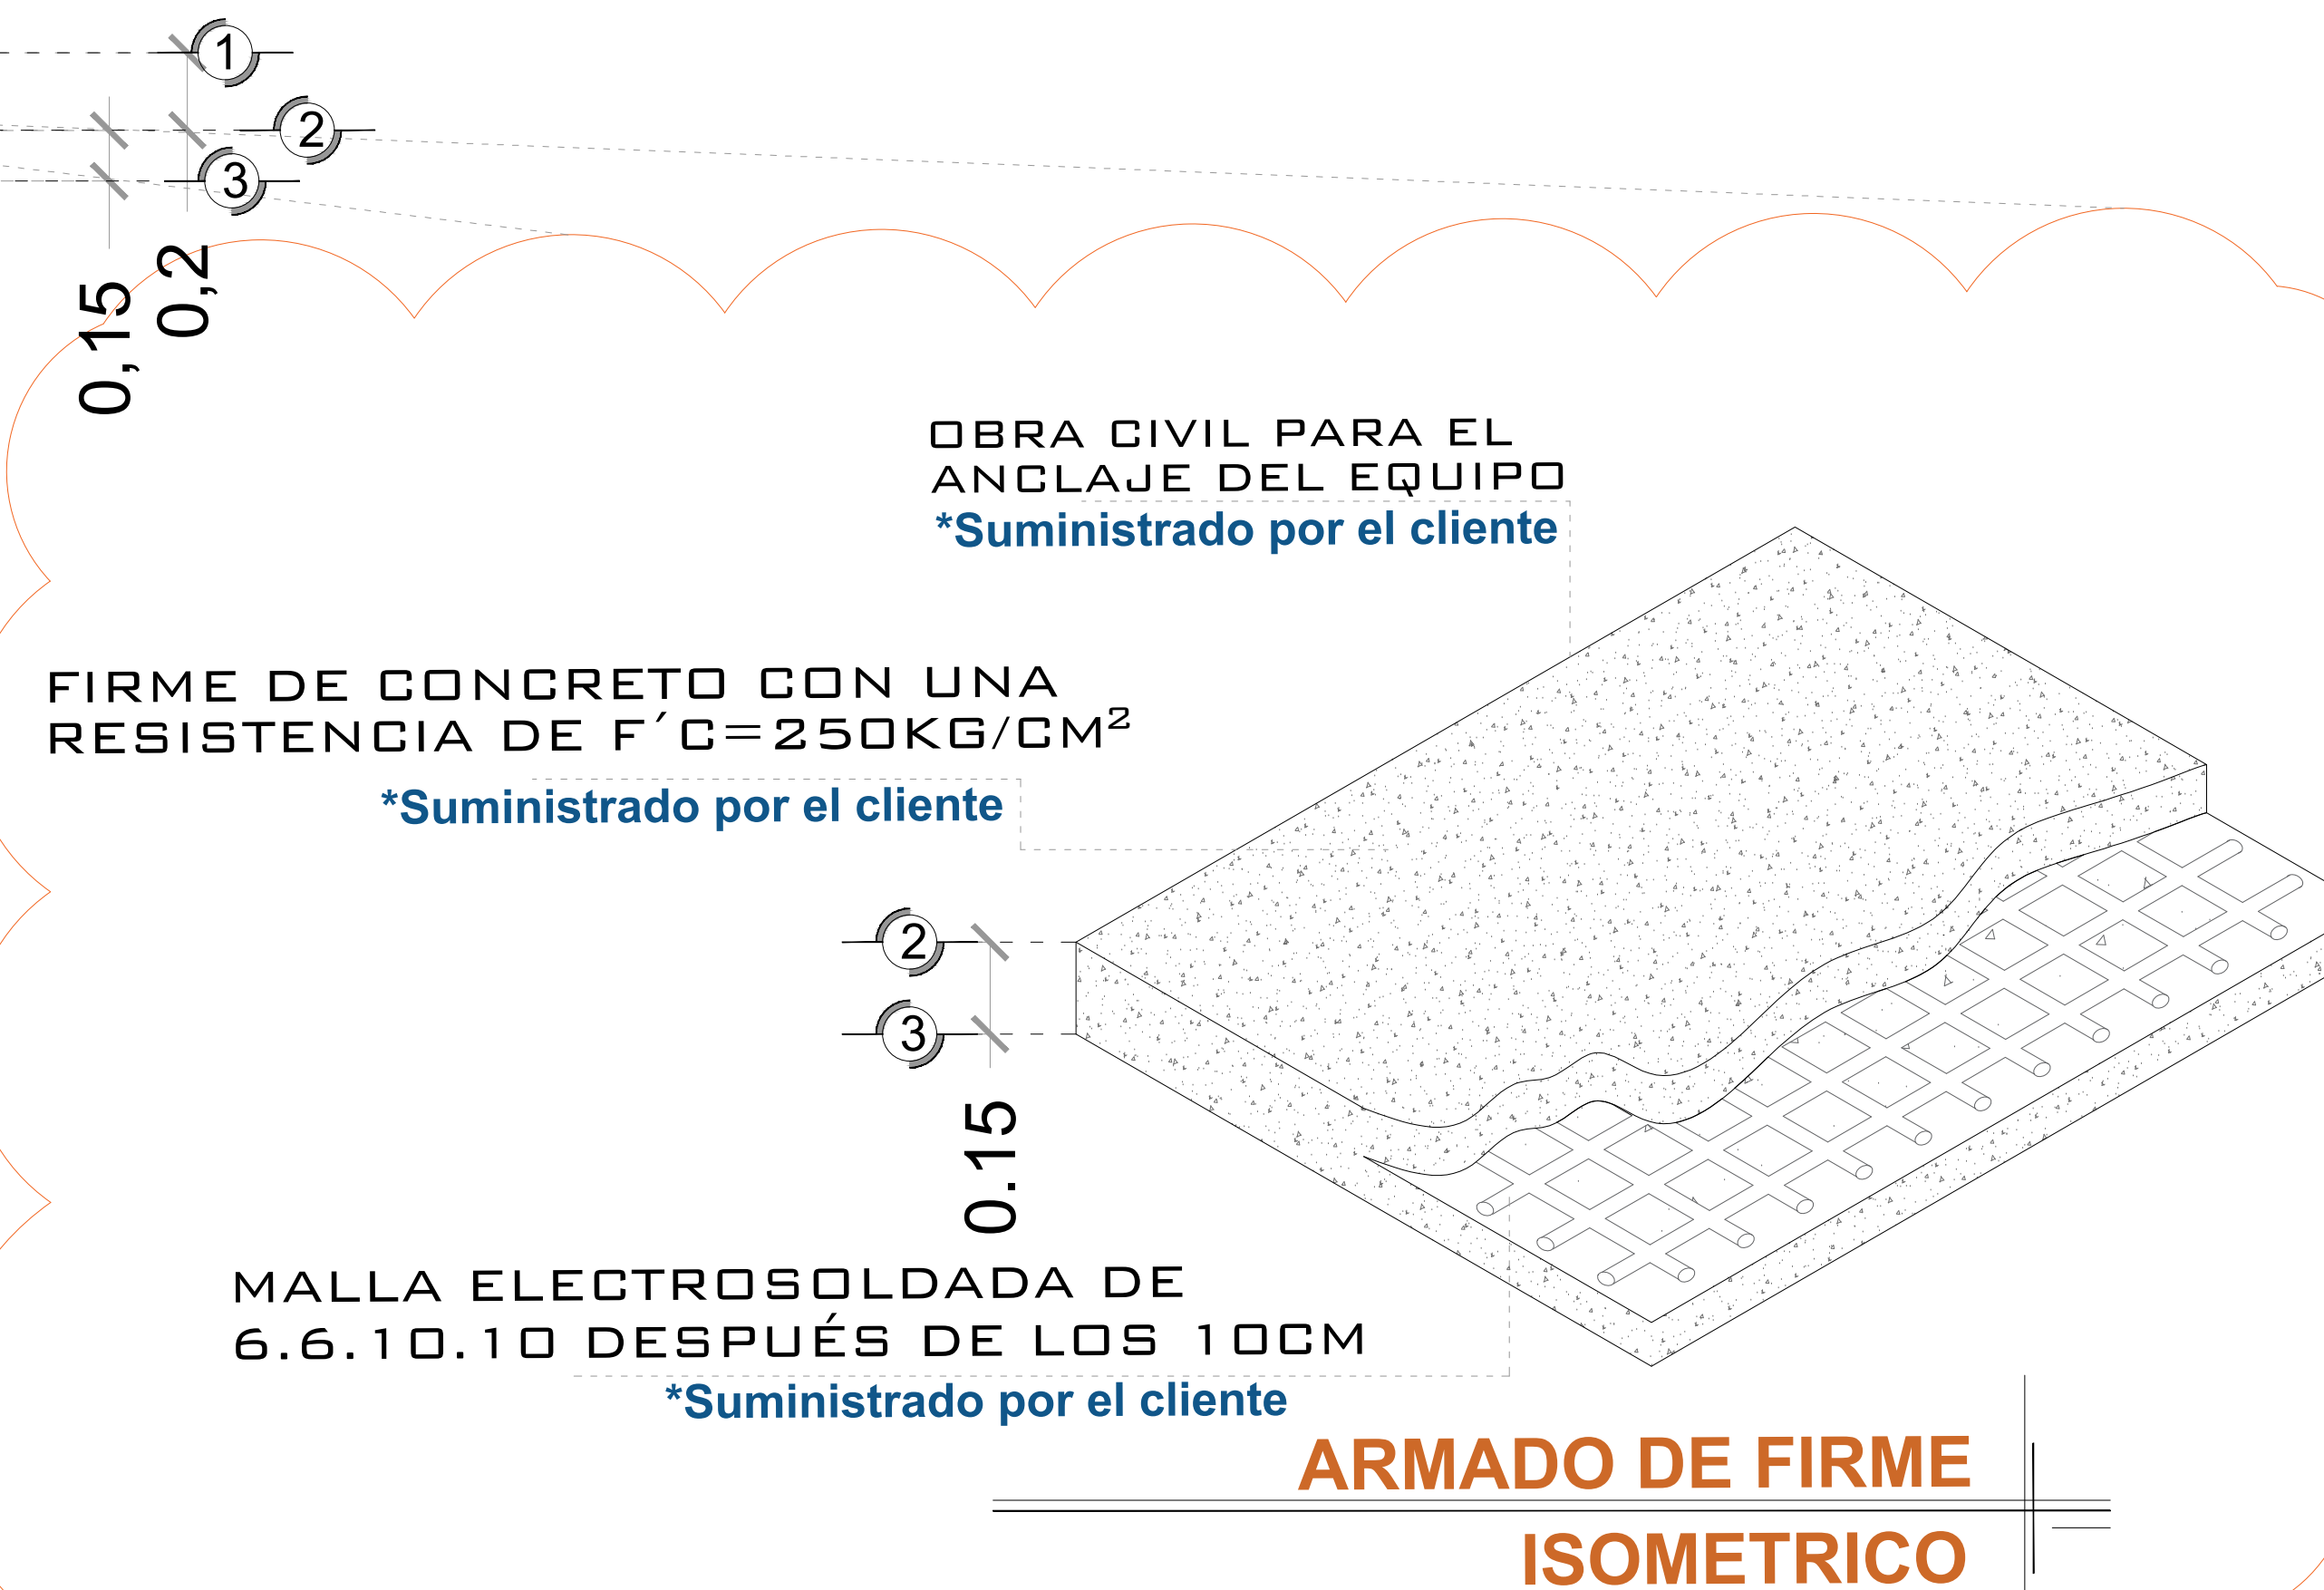 1
2
3
0,15
0,2
OBRA CIVIL PARA EL
ANCLAJE DEL EQUIPO
*Suministrado por el cliente
FIRME DE CONCRETO CON UNA
RESISTENCIA DE F´C=250KG/CM²
*Suministrado por el cliente
2
3
0.15
MALLA ELECTROSOLDADA DE
6.6.10.10 DESPUÉS DE LOS 10CM
*Suministrado por el cliente
ARMADO DE FIRME
ISOMETRICO